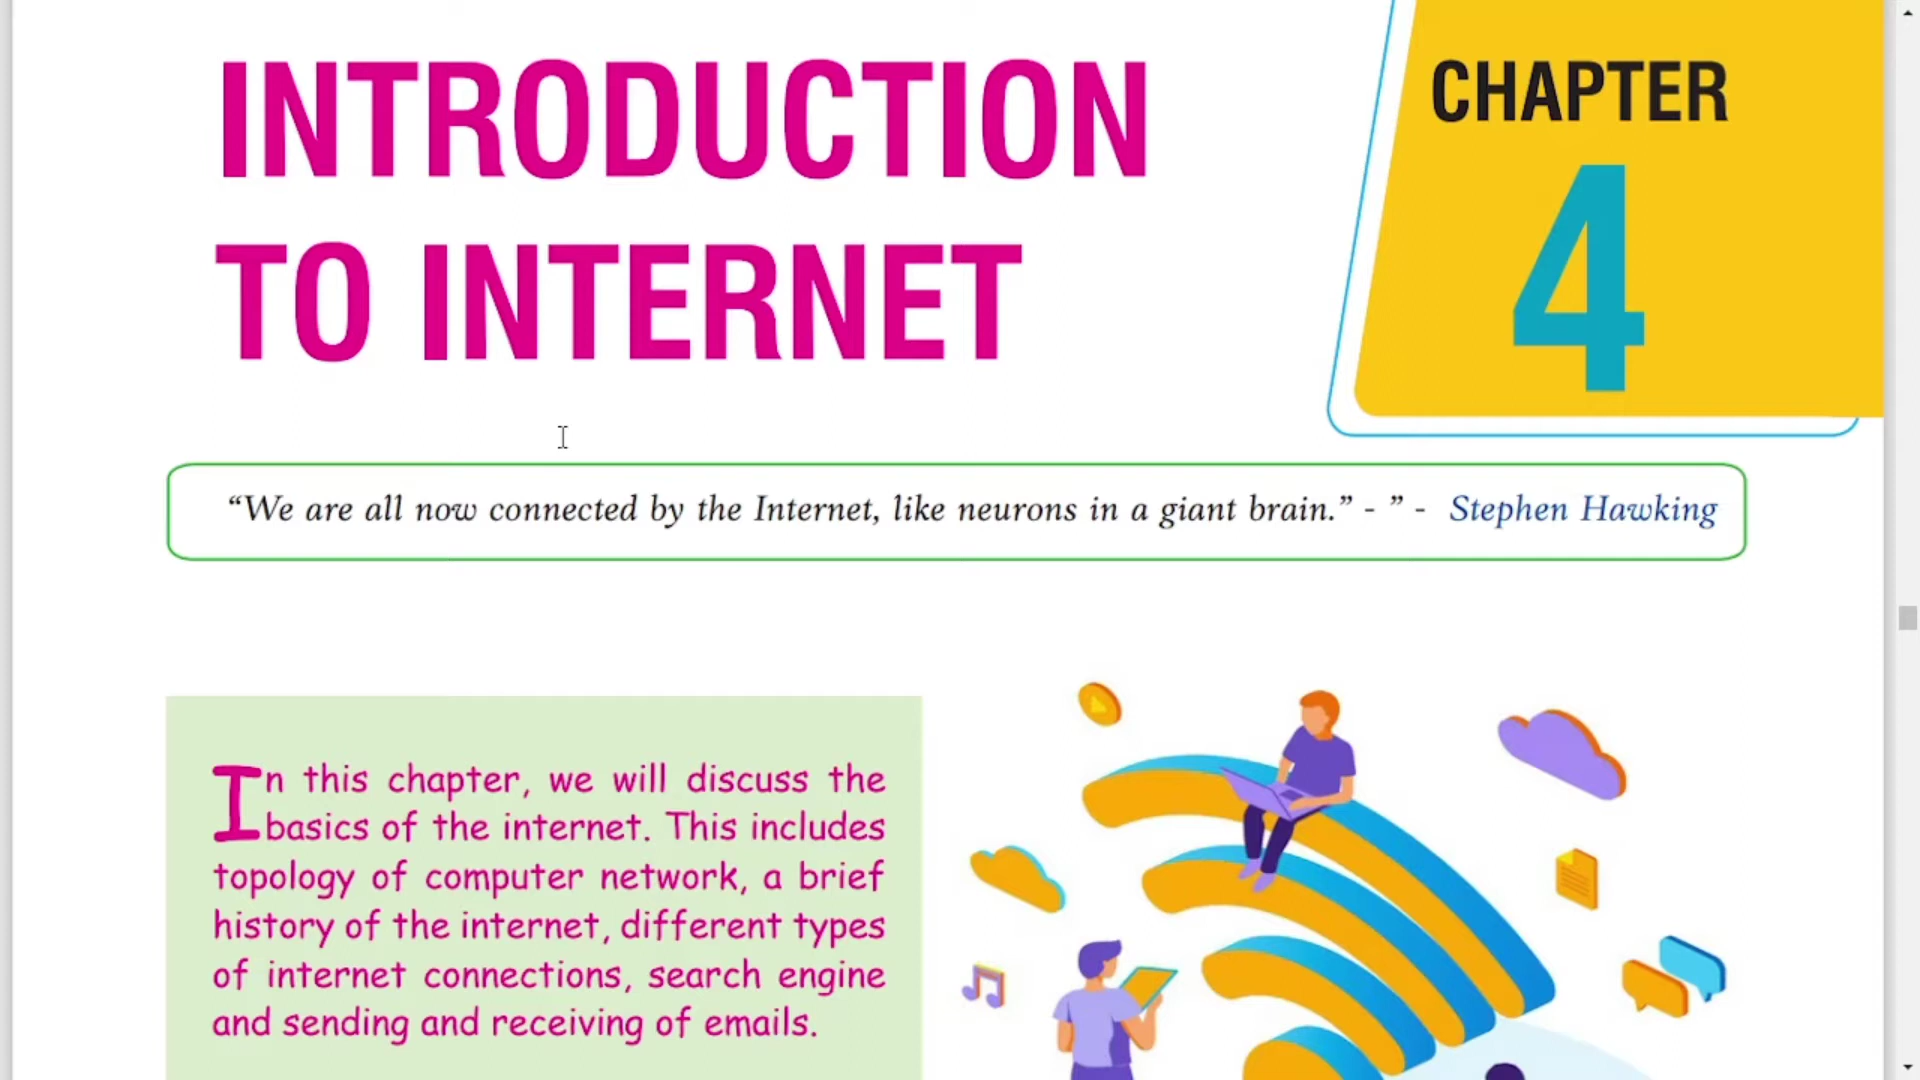 INTRODUCTION
TO INTERNET
CHAPTER
4
“We are all now connected by the Internet, like neurons in a giant brain.” - ” - Stephen Hawking
In this chapter, we will discuss the
basics of the internet. This includes
topology of computer network, a brief
history of the internet, different types
of internet connections, search engine
and sending and receiving of emails.